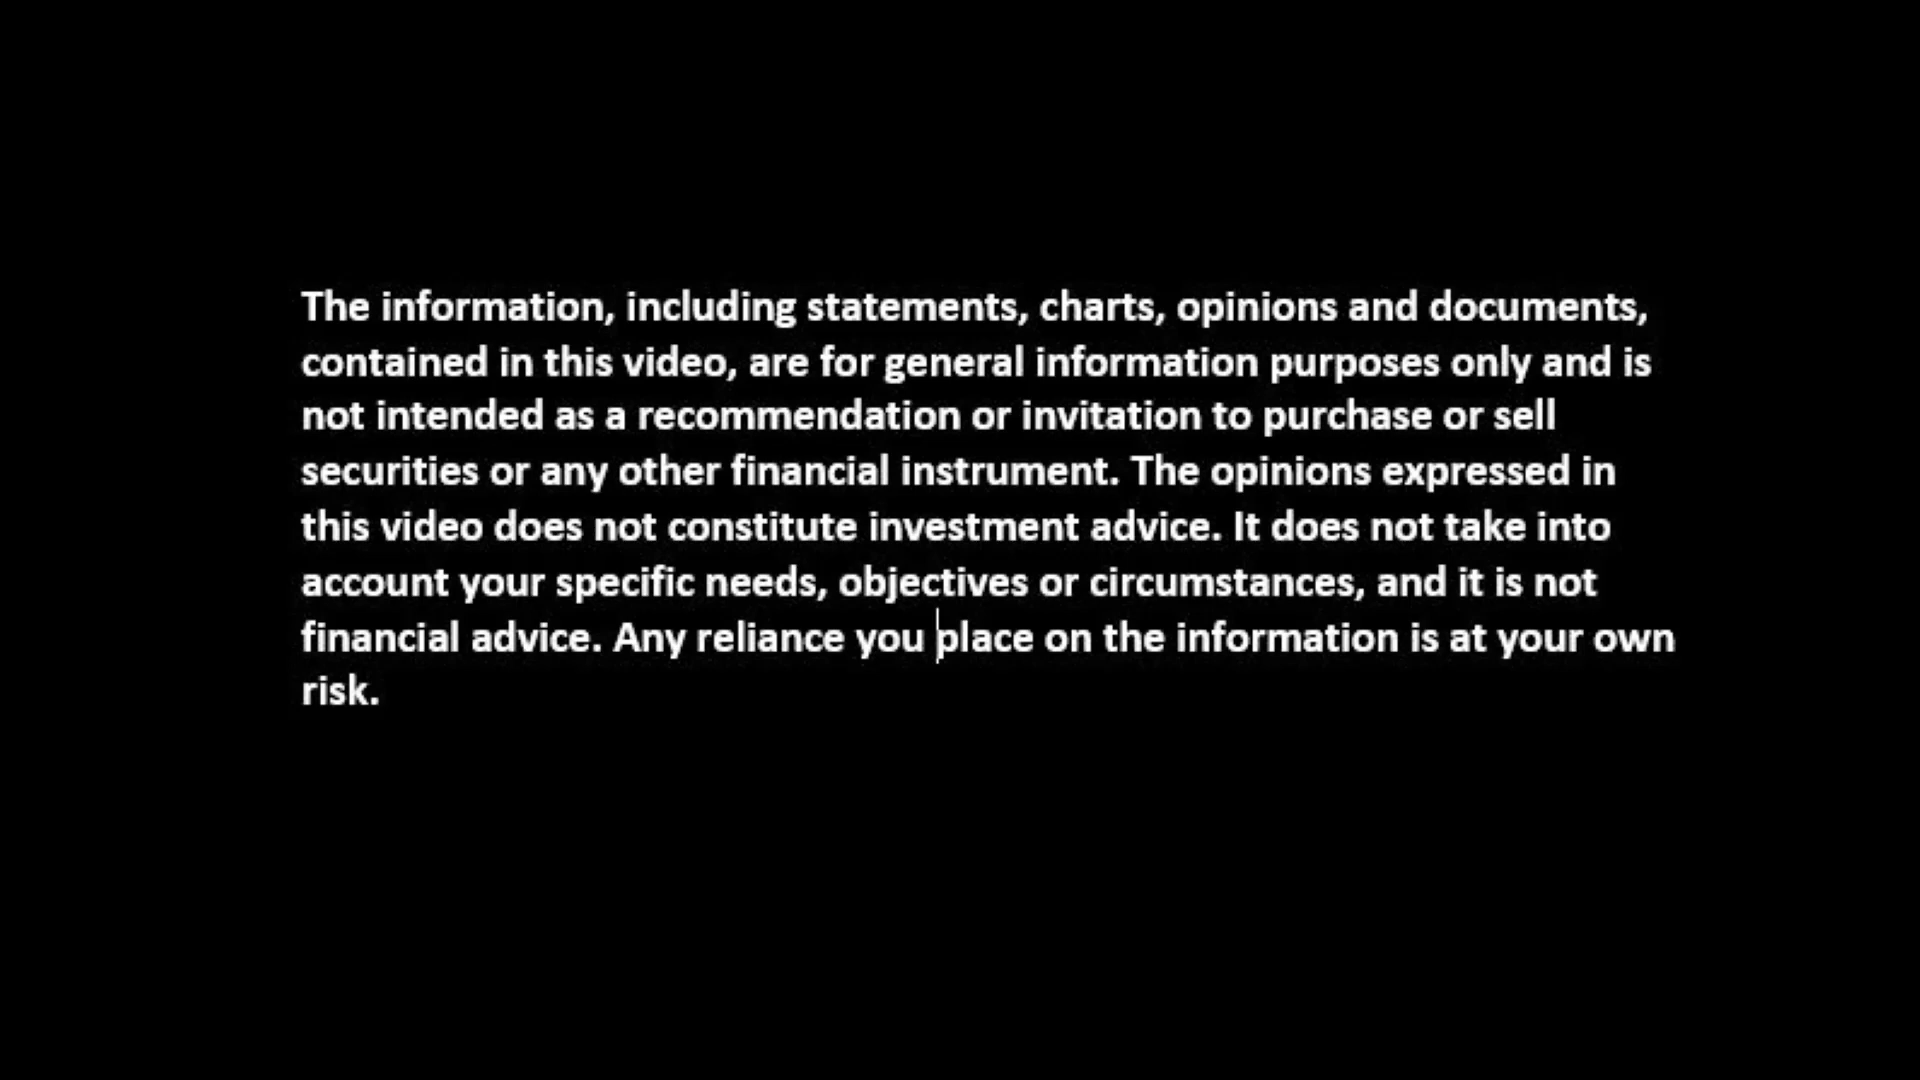 The information, including statements, charts, opinions and documents,
contained in this video, are for general information purposes only and is
not intended as a recommendation or invitation to purchase or sell
securities or any other financial instrument. The opinions expressed in
this video does not constitute investment advice. It does not take into
account your specific needs, objectives or circumstances, and it is not
financial advice. Any reliance you place on the information is at your own
risk.